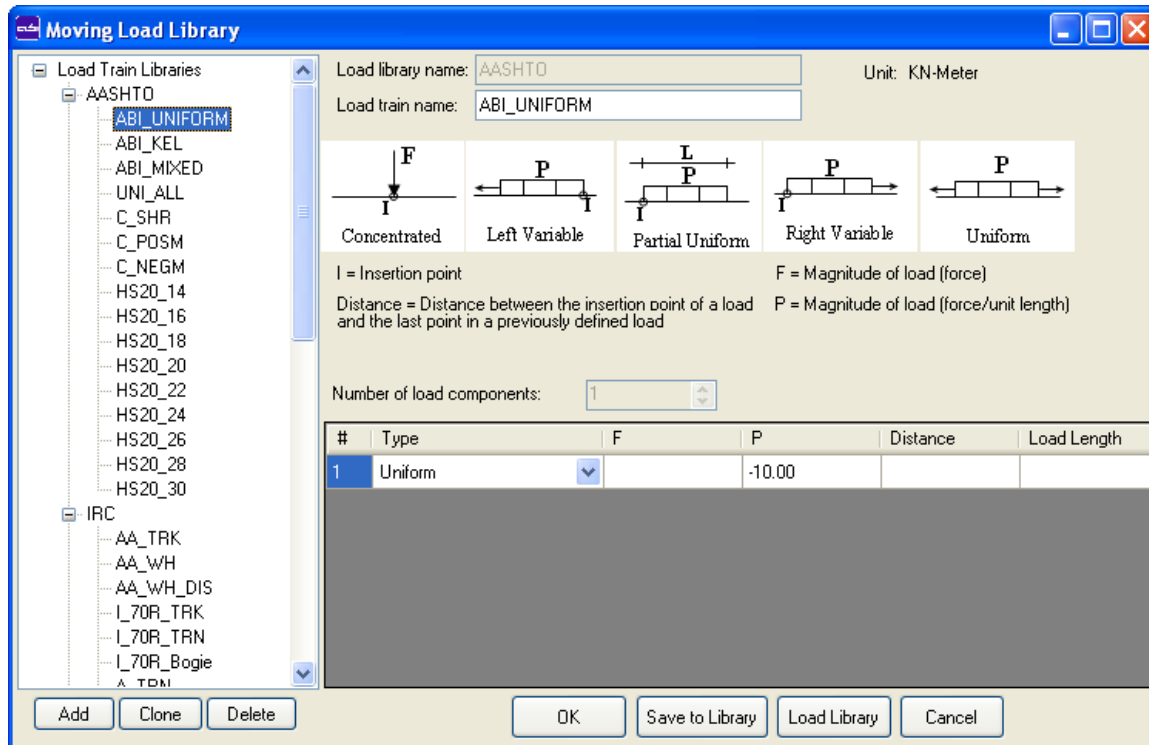 Moving Load Library
Load Train Libraries
AASHTO
ABI_UNIFORM
ABI_KEL
ABI_MIXED
UNI_ALL
C_SHR
C_POSM
C_NEGM
HS20_14
HS20_16
HS20_18
HS20_20
HS20_22
HS20_24
HS20_26
HS20_28
HS20_30
IRC
AA_TRK
AA_WH
AA_WH_DIS
I_70R_TRK
I_70R_TRN
I_70R_Bogie
A_TRN
Add Clone Delete
Load library name: AASHTO Unit: KN-Meter
Load train name: ABI_UNIFORM
F
I
Concentrated
P
I
Left Variable
L
P
I
Partial Uniform
P
I
Right Variable
P
Uniform
I = Insertion point F = Magnitude of load (force)
Distance = Distance between the insertion point of a load P = Magnitude of load (force/unit length)
and the last point in a previously defined load
Number of load components: 1
# Type F P Distance Load Length
1 Uniform -10.00
OK Save to Library Load Library Cancel